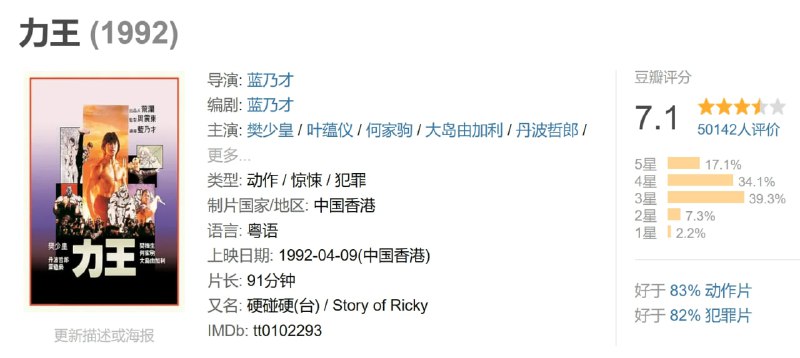 力王 (1992)
导演: 蓝乃才
编剧: 蓝乃才
主演: 樊少皇 / 叶蕴仪 / 何家驹 / 大岛由加利 / 丹波哲郎 /
更多...
类型: 动作 / 惊悚 / 犯罪
制片国家/地区: 中国香港
语言: 粤语
上映日期: 1992-04-09(中国香港)
片长: 91分钟
又名: 硬碰硬(台) / Story of Ricky
IMDb: tt0102293
樊少皇
力王
大島由加利
更新描述或海报
豆瓣评分
7.1
50142人评价
5星 17.1%
4星 34.1%
3星 39.3%
2星 7.3%
1星 2.2%
好于 83% 动作片
好于 82% 犯罪片